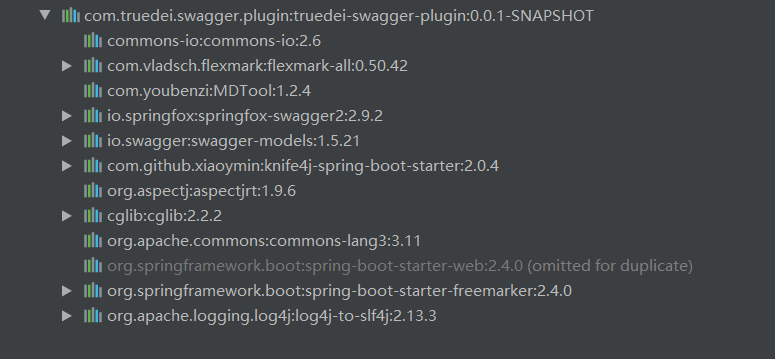 com.truedei.swagger.plugin:truedei-swagger-plugin:0.0.1-SNAPSHOT
commons-io:commons-io:2.6
com.vladsch.flexmark:flexmark-all:0.50.42
com.youbenzi:MDTool:1.2.4
io.springfox:springfox-swagger2:2.9.2
io.swagger:swagger-models:1.5.21
com.github.xiaoymin:knife4j-spring-boot-starter:2.0.4
org.aspectj:aspectjrt:1.9.6
cglib:cglib:2.2.2
org.apache.commons:commons-lang3:3.11
org.springframework.boot:spring-boot-starter-web:2.4.0 (omitted for duplicate)
org.springframework.boot:spring-boot-starter-freemarker:2.4.0
org.apache.logging.log4j:log4j-to-slf4j:2.13.3